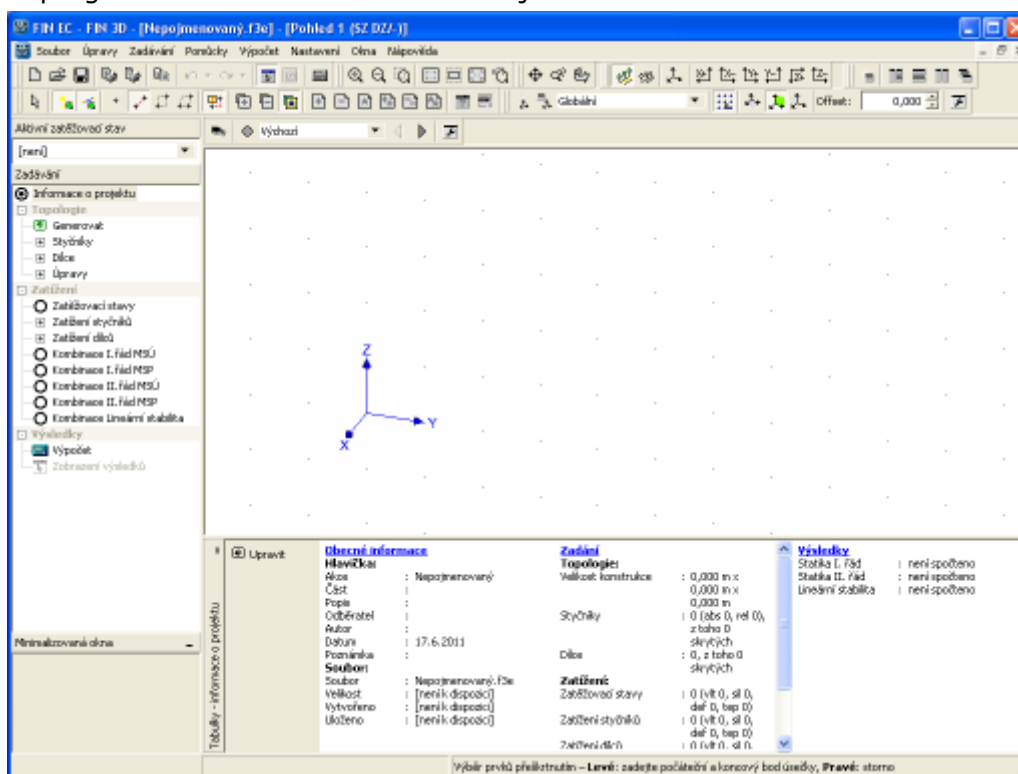 FIN EC - FIN 3D - [Nepojmenovaný.f3e] - [Pohled 1 (SZ DZ/-)]
Soubor Úpravy Zadávání Pomůcky Výpočet Nastavení Okna Nápověda
Globální Offset: 0,000
Aktivní zatěžovací stav
[není]
Výchozí
Zadávání
Informace o projektu
Topologie
Generovat
Styčníky
Dílce
Úpravy
Zatížení
Zatěžovací stavy
Zatížení styčníků
Zatížení dílců
Kombinace I. řád MSÚ
Kombinace I. řád MSP
Kombinace II. řád MSÚ
Kombinace II. řád MSP
Kombinace Lineární stabilita
Výsledky
Výpočet
Zobrazení výsledků
Minimalizovaná okna
Z
Y
X
Tabulky - informace o projektu
Upravit
Obecné informace
Hlavička:
Akce : Nepojmenovaný
Část :
Popis :
Odběratel :
Autor :
Datum : 17.6.2011
Poznámka :
Soubor:
Soubor : Nepojmenovaný.f3e
Velikost : [není k dispozici]
Vytvořeno : [není k dispozici]
Uloženo : [není k dispozici]
Zadání
Topologie:
Velikost konstrukce : 0,000 m x
0,000 m x
0,000 m
Styčníky : 0 (abs 0, rel 0),
z toho 0
skrytých
Dílce : 0, z toho 0
skrytých
Zatížení:
Zatěžovací stavy : 0 (vlt 0, sil 0,
def 0, tep 0)
Zatížení styčníků : 0 (vlt 0, sil 0,
def 0, tep 0)
Zatížení dílců : 0 (vlt 0, sil 0,
Výsledky
Statika I. řád : není spočteno
Statika II. řád : není spočteno
Lineární stabilita : není spočteno
Výběr prvků přeškrtnutím – Levé: zadejte počáteční a koncový bod úsečky, Pravé: storno